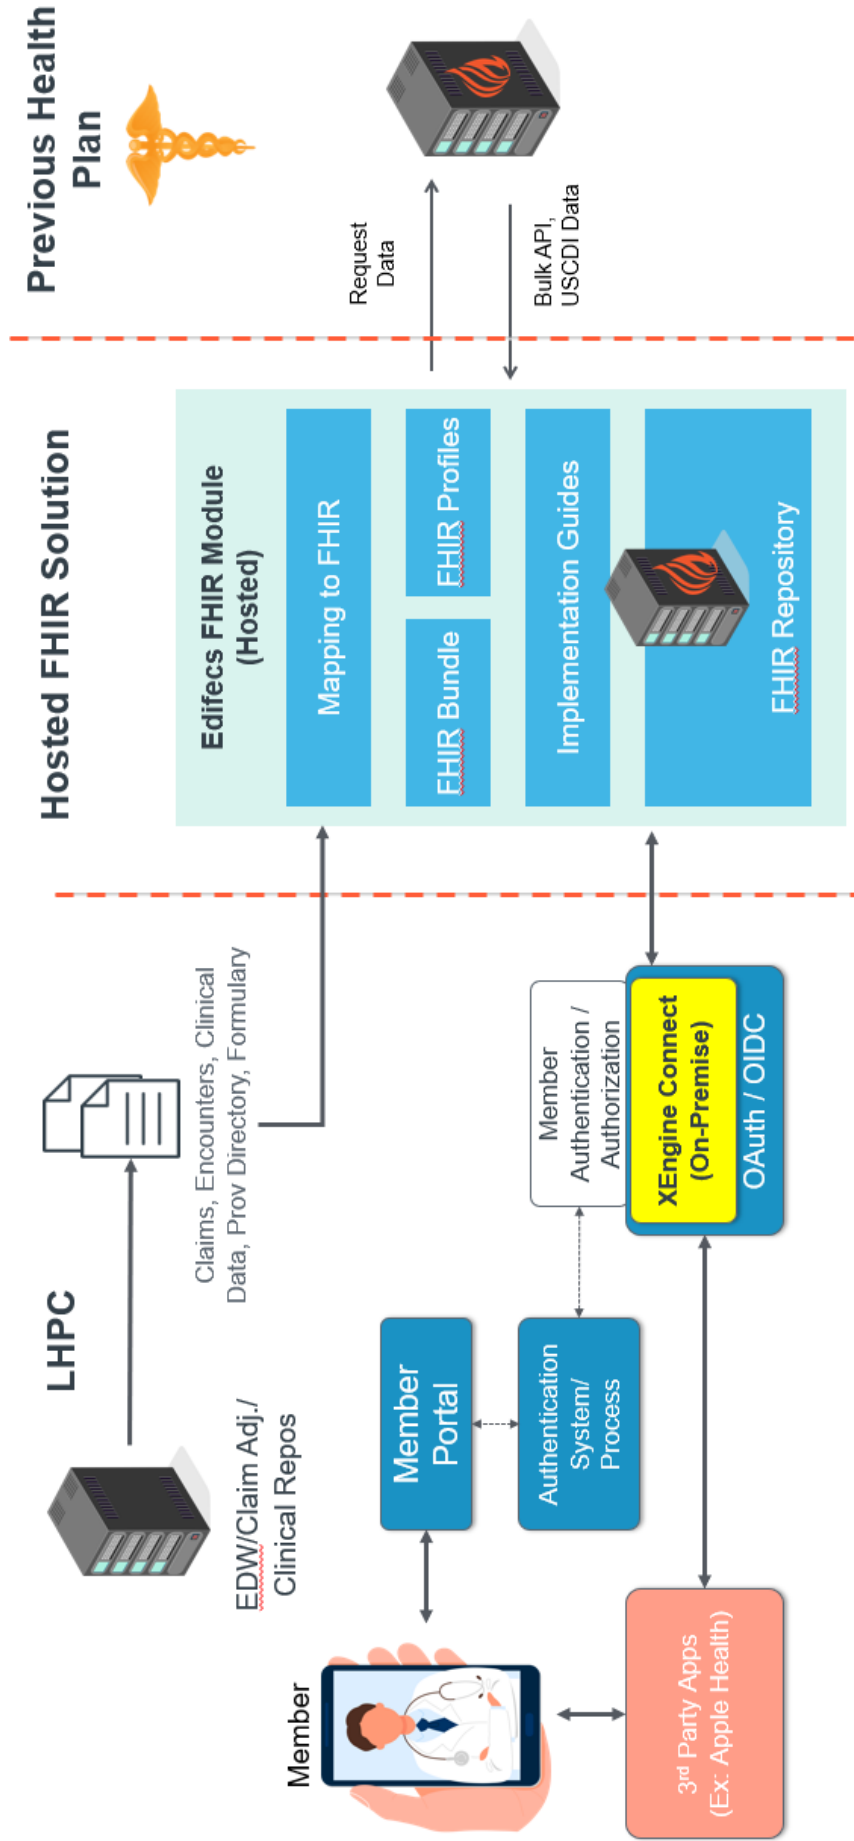 LHPC
Hosted FHIR Solution
Previous Health
Plan
EDW/Claim Adj./
Clinical Repos
Claims, Encounters, Clinical
Data, Prov Directory, Formulary
Edifecs FHIR Module
(Hosted)
Mapping to FHIR
FHIR Bundle
FHIR Profiles
Implementation Guides
FHIR Repository
Request
Data
Bulk API,
USCDI Data
Member
Member
Portal
Authentication
System/
Process
Member
Authentication /
Authorization
XEngine Connect
(On-Premise)
OAuth / OIDC
3rd Party Apps
(Ex: Apple Health)